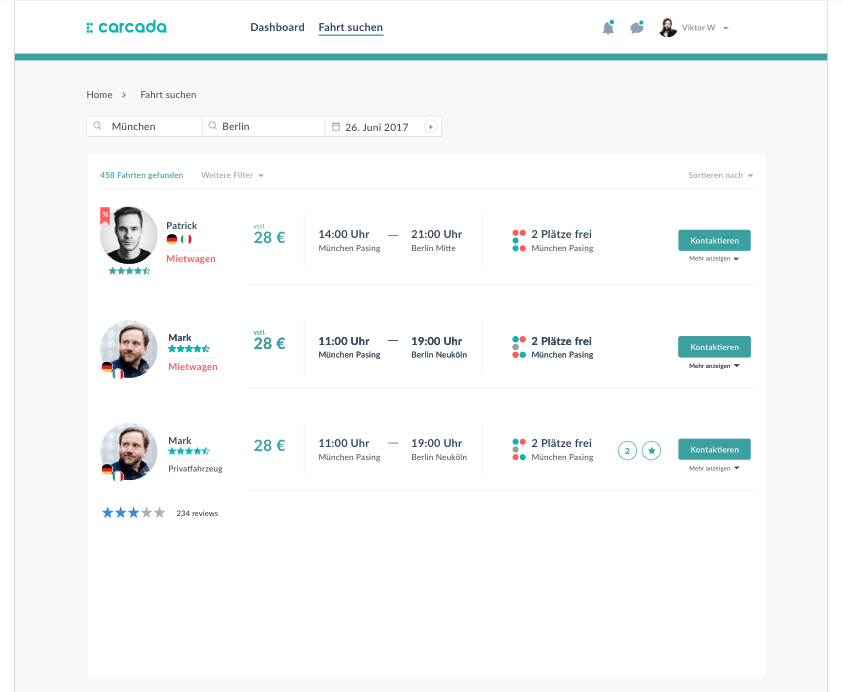 carcada
Dashboard Fahrt suchen
Viktor W
Home > Fahrt suchen
München Berlin 26. Juni 2017 +
458 Fahrten gefunden Weitere Filter Sortieren nach
%
Patrick
Mietwagen
vstl.
28 €
14:00 Uhr — 21:00 Uhr
München Pasing Berlin Mitte
2 Plätze frei
München Pasing
Kontaktieren
Mehr anzeigen
Mark
Mietwagen
vstl.
28 €
11:00 Uhr — 19:00 Uhr
München Pasing Berlin Neuköln
2 Plätze frei
München Pasing
Kontaktieren
Mehr anzeigen
Mark
Privatfahrzeug
28 €
11:00 Uhr — 19:00 Uhr
München Pasing Berlin Neuköln
2 Plätze frei
München Pasing
2
Kontaktieren
Mehr anzeigen
234 reviews